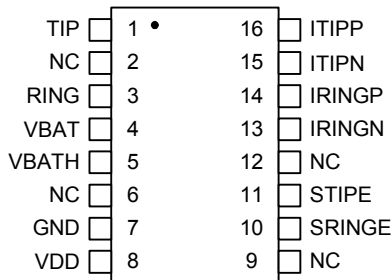 TIP 1 16 ITIPP
NC 2 15 ITIPN
RING 3 14 IRINGP
VBAT 4 13 IRINGN
VBATH 5 12 NC
NC 6 11 STIPE
GND 7 10 SRINGE
VDD 8 9 NC